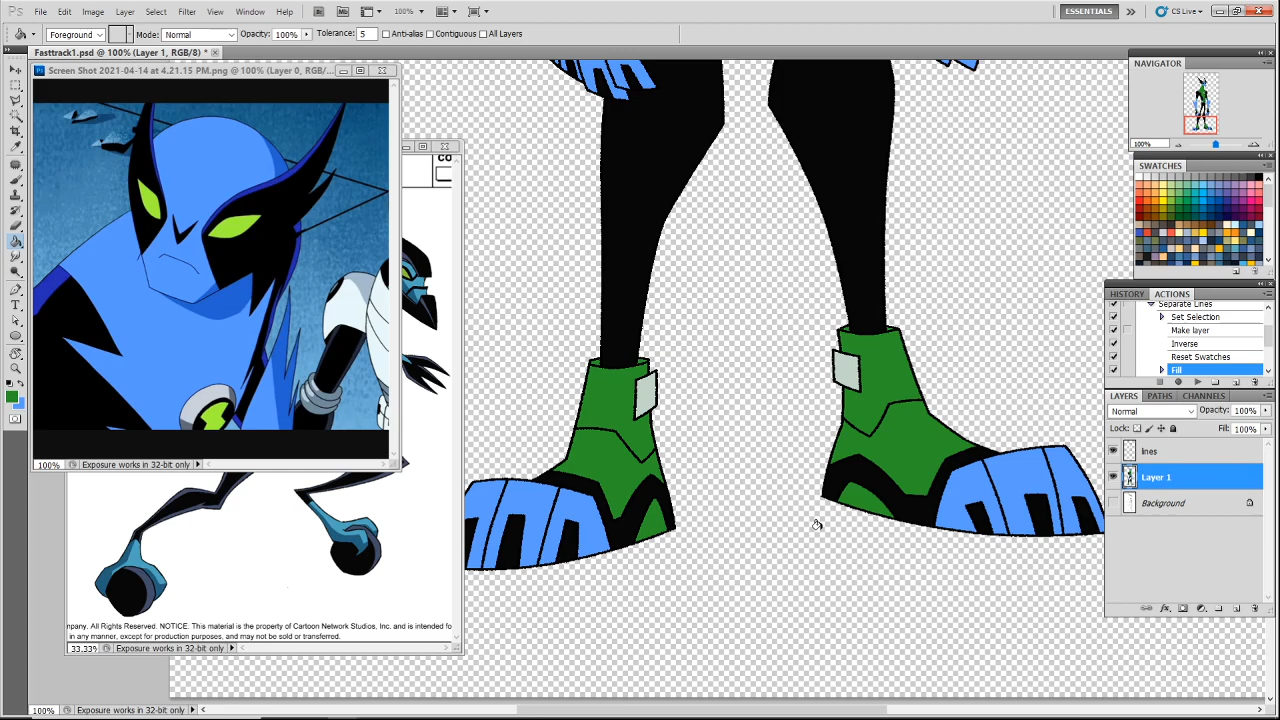 Ps File Edit Image Layer Select Filter View Window Help Br Mb 100% ESSENTIALS CS Live
Foreground Mode: Normal Opacity: 100% Tolerance: 5 Anti-alias Contiguous All Layers
Fasttrack1.psd @ 100% (Layer 1, RGB/8) *
Screen Shot 2021-04-14 at 4.21.15 PM.png @ 100% (Layer 0, RGB/...
100% Exposure works in 32-bit only
mpany. All Rights Reserved. NOTICE. This material is the property of Cartoon Network Studios, Inc. and is intended fo
in any manner, except for production purposes, and may not be sold or transferred.
33.33% Exposure works in 32-bit only
100% Exposure works in 32-bit only
NAVIGATOR
100%
SWATCHES
HISTORY ACTIONS
Separate Lines
Set Selection
Make layer
Inverse
Reset Swatches
Fill
LAYERS PATHS CHANNELS
Normal Opacity: 100%
Lock: Fill: 100%
lines
Layer 1
Background